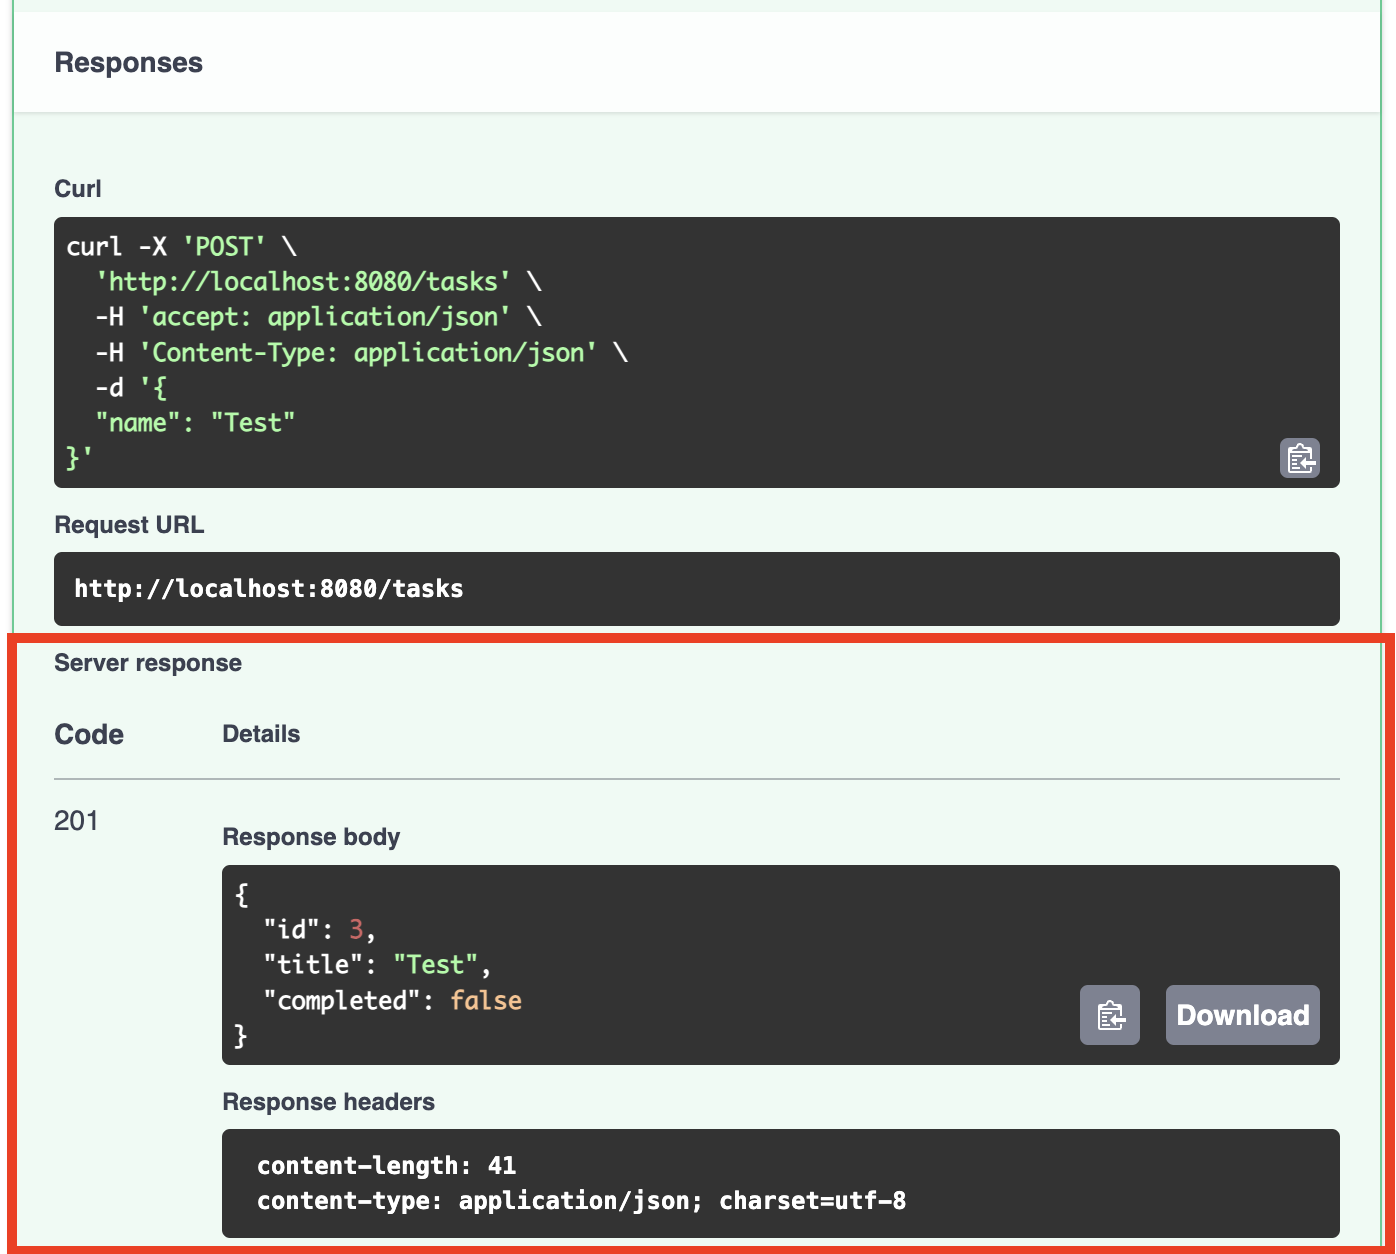 Responses
Curl
curl -X 'POST' \
  'http://localhost:8080/tasks' \
  -H 'accept: application/json' \
  -H 'Content-Type: application/json' \
  -d '{
  "name": "Test"
}'
Request URL
http://localhost:8080/tasks
Server response
Code Details
201
Response body
{
  "id": 3,
  "title": "Test",
  "completed": false
}
Download
Response headers
content-length: 41
content-type: application/json; charset=utf-8